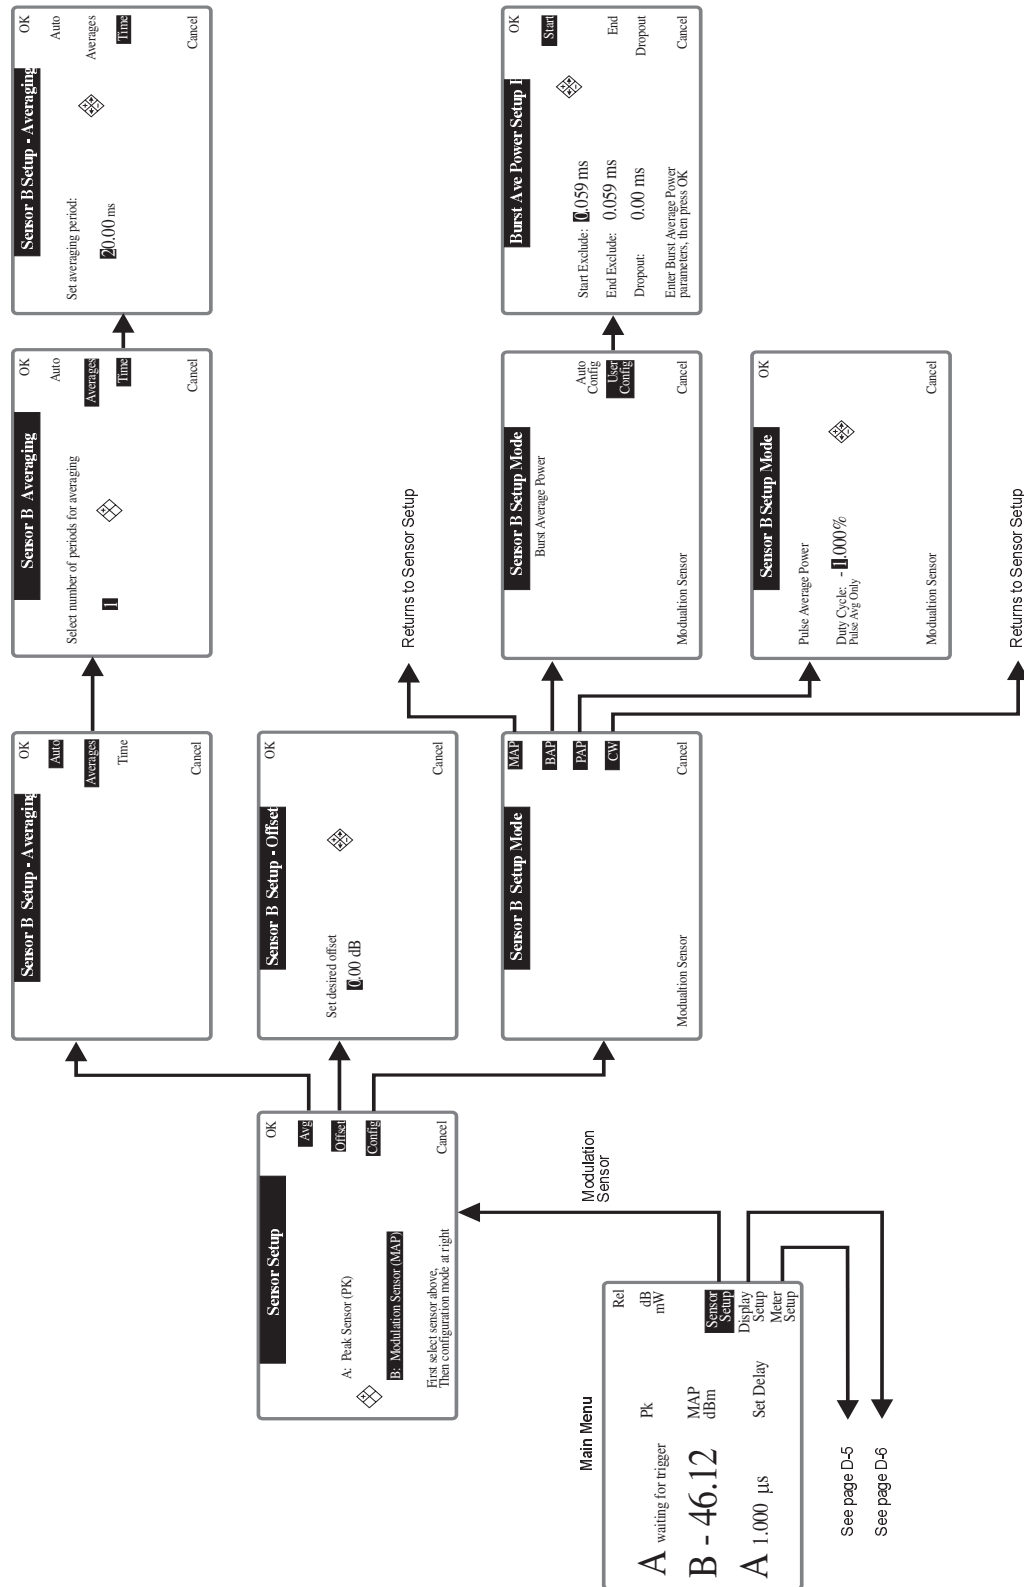 Main Menu
A waiting for trigger
Pk
Rel
B - 46.12
MAP
dBm
dB
mW
A 1.000 µs
Set Delay
Sensor
Setup
Display
Setup
Meter
Setup
See page D-5
See page D-6
Modulation
Sensor
Sensor Setup
OK
A: Peak Sensor (PK)
Avg
Offset
B: Modulation Sensor (MAP)
Config
First select sensor above,
Then configuration mode at right
Cancel
Sensor B Setup - Averaging
OK
Auto
Averages
Time
Cancel
Sensor B Setup - Offset
OK
Set desired offset
0.00 dB
Cancel
Sensor B Setup Mode
MAP
BAP
PAP
CW
Modualtion Sensor
Cancel
Sensor B Averaging
OK
Auto
Select number of periods for averaging
Averages
1
Time
Cancel
Returns to Sensor Setup
Sensor B Setup Mode
Burst Average Power
Auto
Config
User
Config
Modualtion Sensor
Cancel
Sensor B Setup Mode
OK
Pulse Average Power
Duty Cycle: - 1.000%
Pulse Avg Only
Modualtion Sensor
Cancel
Returns to Sensor Setup
Sensor B Setup - Averaging
OK
Auto
Set averaging period:
Averages
20.00 ms
Time
Cancel
Burst Ave Power Setup
OK
Start
Start Exclude: 0.059 ms
End Exclude: 0.059 ms
End
Dropout: 0.00 ms
Dropout
Enter Burst Average Power
parameters, then press OK
Cancel